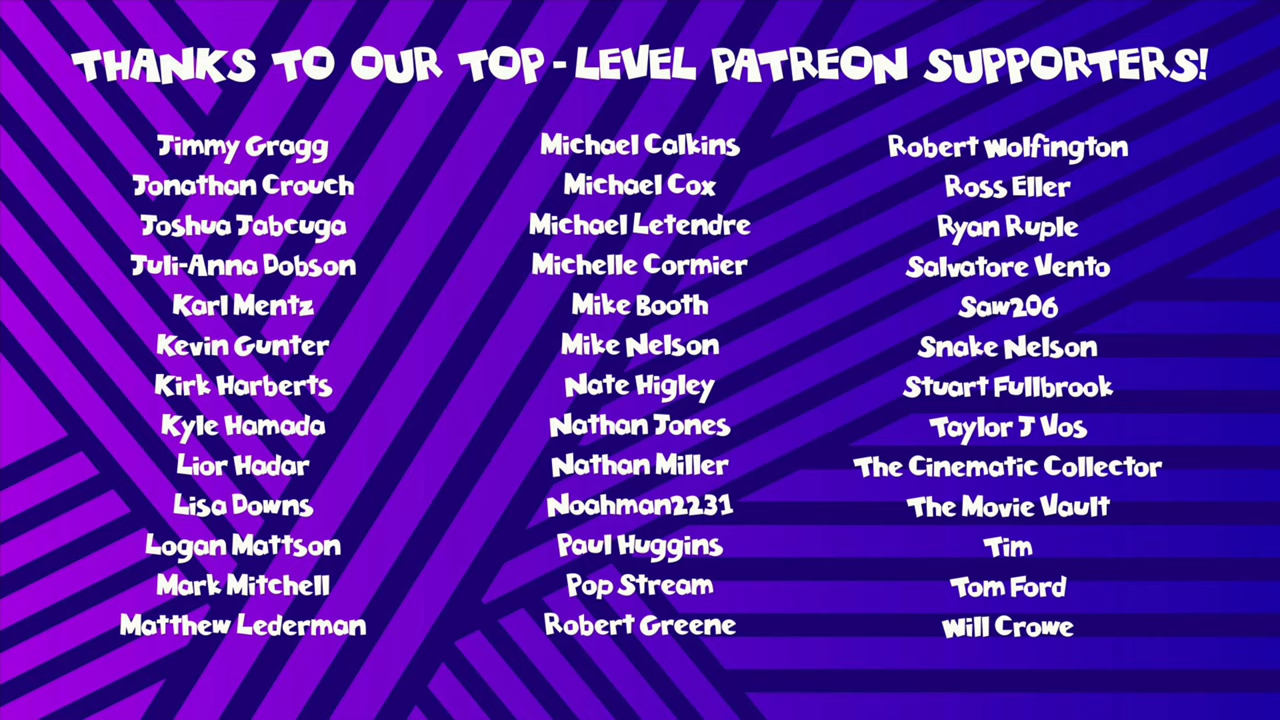 THANKS TO OUR TOP-LEVEL PATREON SUPPORTERS!
Jimmy Gragg
Jonathan Crouch
Joshua Jabcuga
Juli-Anna Dobson
Karl Mentz
Kevin Gunter
Kirk Harberts
Kyle Hamada
Lior Hadar
Lisa Downs
Logan Mattson
Mark Mitchell
Matthew Lederman
Michael Calkins
Michael Cox
Michael Letendre
Michelle Cormier
Mike Booth
Mike Nelson
Nate Higley
Nathan Jones
Nathan Miller
Noahman2231
Paul Huggins
Pop Stream
Robert Greene
Robert Wolfington
Ross Eller
Ryan Ruple
Salvatore Vento
Saw206
Snake Nelson
Stuart Fullbrook
Taylor J Vos
The Cinematic Collector
The Movie Vault
Tim
Tom Ford
Will Crowe